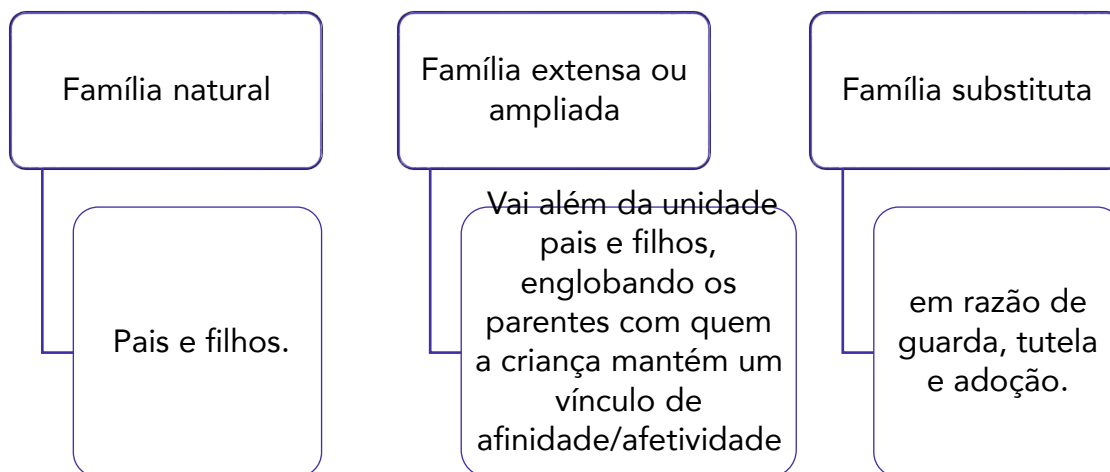 Família natural
Pais e filhos.
Família extensa ou
ampliada
Vai além da unidade
pais e filhos,
englobando os
parentes com quem
a criança mantém um
vínculo de
afinidade/afetividade
Família substituta
em razão de
guarda, tutela
e adoção.